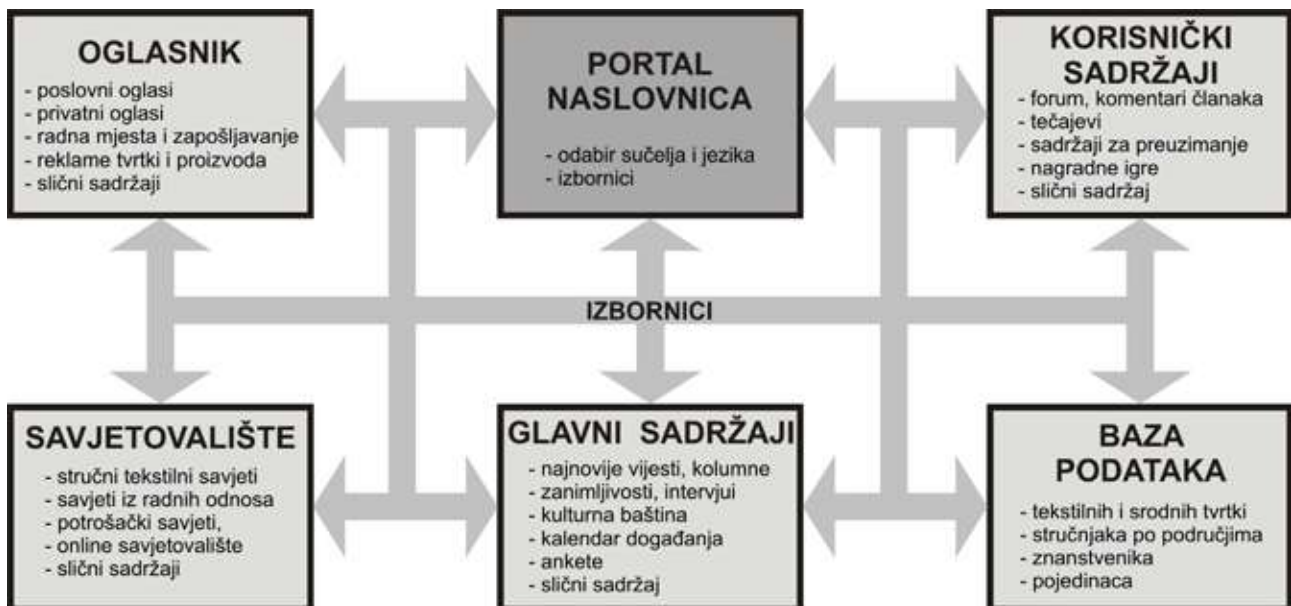 OGLASNIK
- poslovni oglasi
- privatni oglasi
- radna mjesta i zapošljavanje
- reklame tvrtki i proizvoda
- slični sadržaji
PORTAL
NASLOVNICA
- odabir sučelja i jezika
- izbornici
KORISNIČKI
SADRŽAJI
- forum, komentari članaka
- tečajevi
- sadržaji za preuzimanje
- nagradne igre
- slični sadržaj
IZBORNICI
SAVJETOVALIŠTE
- stručni tekstilni savjeti
- savjeti iz radnih odnosa
- potrošački savjeti,
- online savjetovalište
- slični sadržaji
GLAVNI SADRŽAJI
- najnovije vijesti, kolumne
- zanimljivosti, intervjui
- kulturna baština
- kalendar događanja
- ankete
- slični sadržaj
BAZA
PODATAKA
- tekstilnih i srodnih tvrtki
- stručnjaka po područjima
- znanstvenika
- pojedinaca